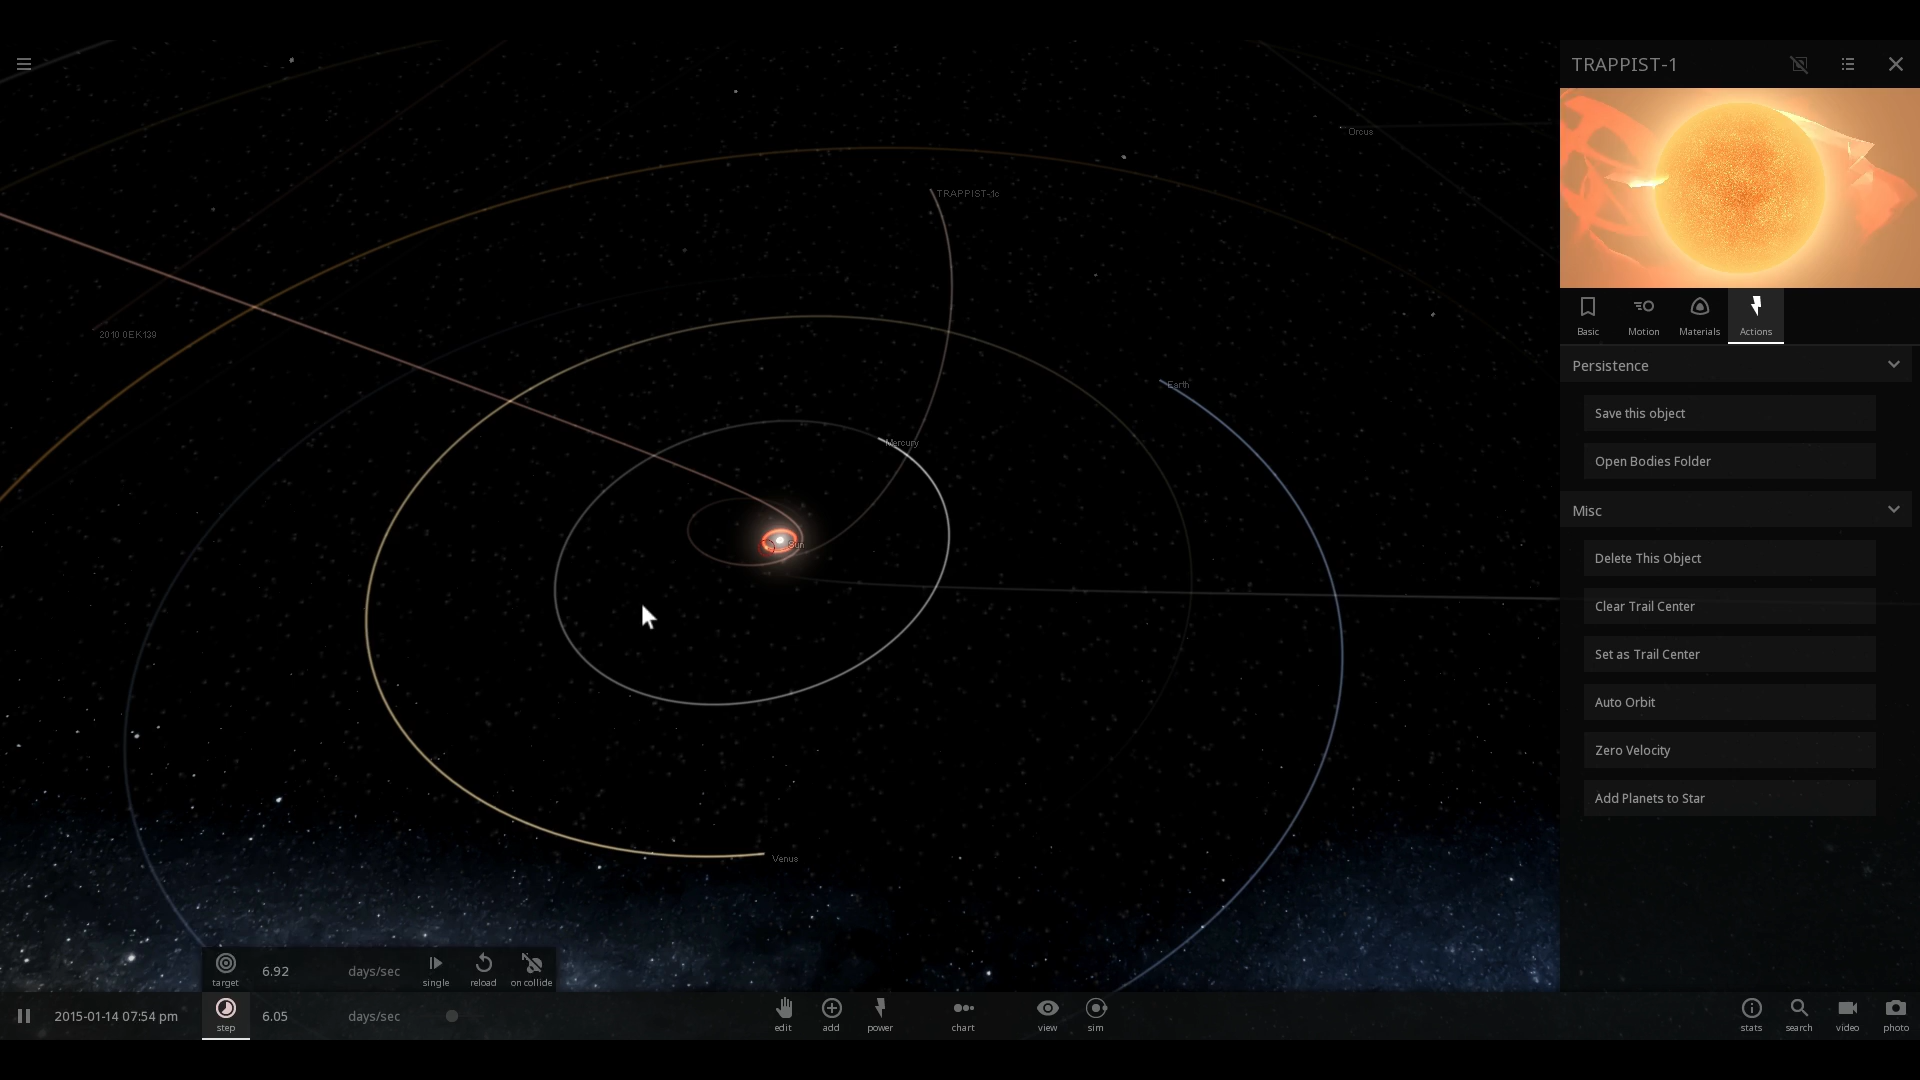 TRAPPIST-1
Orcus
TRAPPIST-1c
2010 0EK139
Earth
Mercury
Sun
Venus
Basic
Motion
Materials
Actions
Persistence
Save this object
Open Bodies Folder
Misc
Delete This Object
Clear Trail Center
Set as Trail Center
Auto Orbit
Zero Velocity
Add Planets to Star
target
6.92
days/sec
single
reload
on collide
2015-01-14 07:54 pm
step
6.05
days/sec
edit
add
power
chart
view
sim
stats
search
video
photo